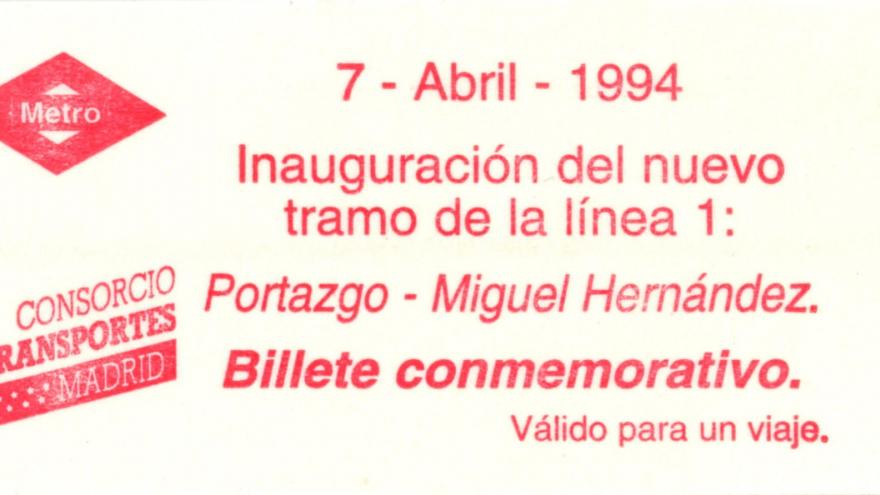 Metro
7 - Abril - 1994
Inauguración del nuevo
tramo de la línea 1:
Portazgo - Miguel Hernández.
Billete conmemorativo.
Válido para un viaje.
CONSORCIO
RANSPORTES
MADRID